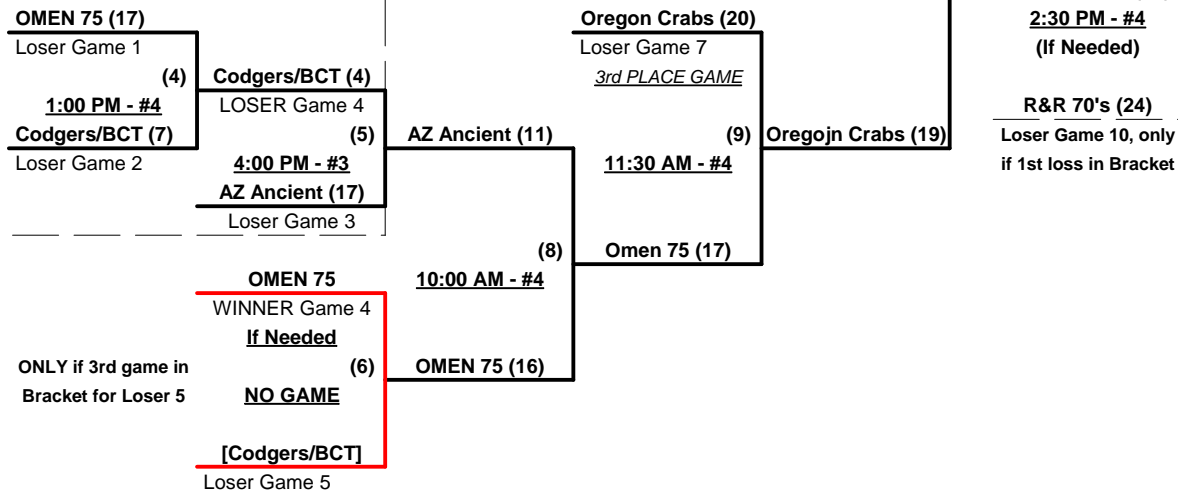 OMEN 75 (17)
Loser Game 1
(4)
1:00 PM - #4
Codgers/BCT (7)
Loser Game 2
Codgers/BCT (4)
LOSER Game 4
(5)
4:00 PM - #3
AZ Ancient (17)
Loser Game 3
OMEN 75
WINNER Game 4
If Needed
ONLY if 3rd game in
Bracket for Loser 5
(6)
NO GAME
[Codgers/BCT]
Loser Game 5
AZ Ancient (11)
(8)
10:00 AM - #4
OMEN 75 (16)
Oregon Crabs (20)
Loser Game 7
3rd PLACE GAME
(9)
11:30 AM - #4
Omen 75 (17)
Oregojn Crabs (19)
2:30 PM - #4
(If Needed)
R&R 70's (24)
Loser Game 10, only
if 1st loss in Bracket